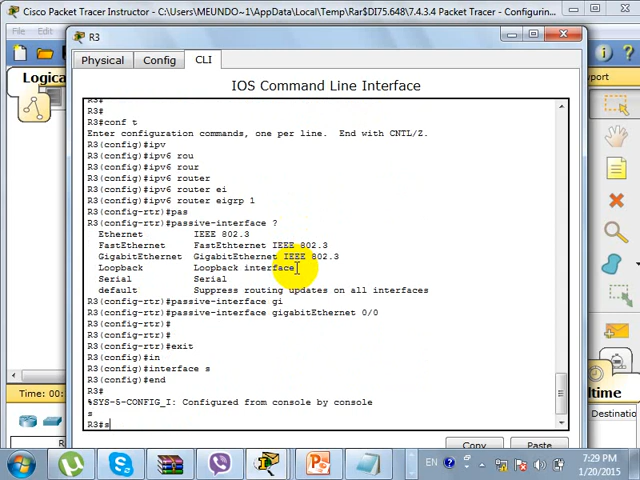 Cisco Packet Tracer Instructor - C:\Users\MEUNDO~1\AppData\Local\Temp\Rar$DI75.648\7.4.3.4 Packet Tracer - Configurin...
File
R3
Physical
Config
CLI
Logica
port
IOS Command Line Interface
R3#
R3#
R3#conf t
Enter configuration commands, one per line. End with CNTL/Z.
R3(config)#ipv
R3(config)#ipv6 rou
R3(config)#ipv6 rour
R3(config)#ipv6 router
R3(config)#ipv6 router ei
R3(config)#ipv6 router eigrp 1
R3(config-rtr)#pas
R3(config-rtr)#passive-interface ?
Ethernet IEEE 802.3
FastEthernet FastEthternet IEEE 802.3
GigabitEthernet GigabitEthernet IEEE 802.3
Loopback Loopback interface
Serial Serial
default Suppress routing updates on all interfaces
R3(config-rtr)#passive-interface gi
R3(config-rtr)#passive-interface gigabitEthernet 0/0
R3(config-rtr)#
R3(config-rtr)#
R3(config-rtr)#exit
R3(config)#in
R3(config)#interface s
R3(config)#end
R3#
%SYS-5-CONFIG_I: Configured from console by console
s
R3#s
Copy
Paste
Time: 00:
ealtime
Destinatio
EN
7:29 PM
1/20/2015